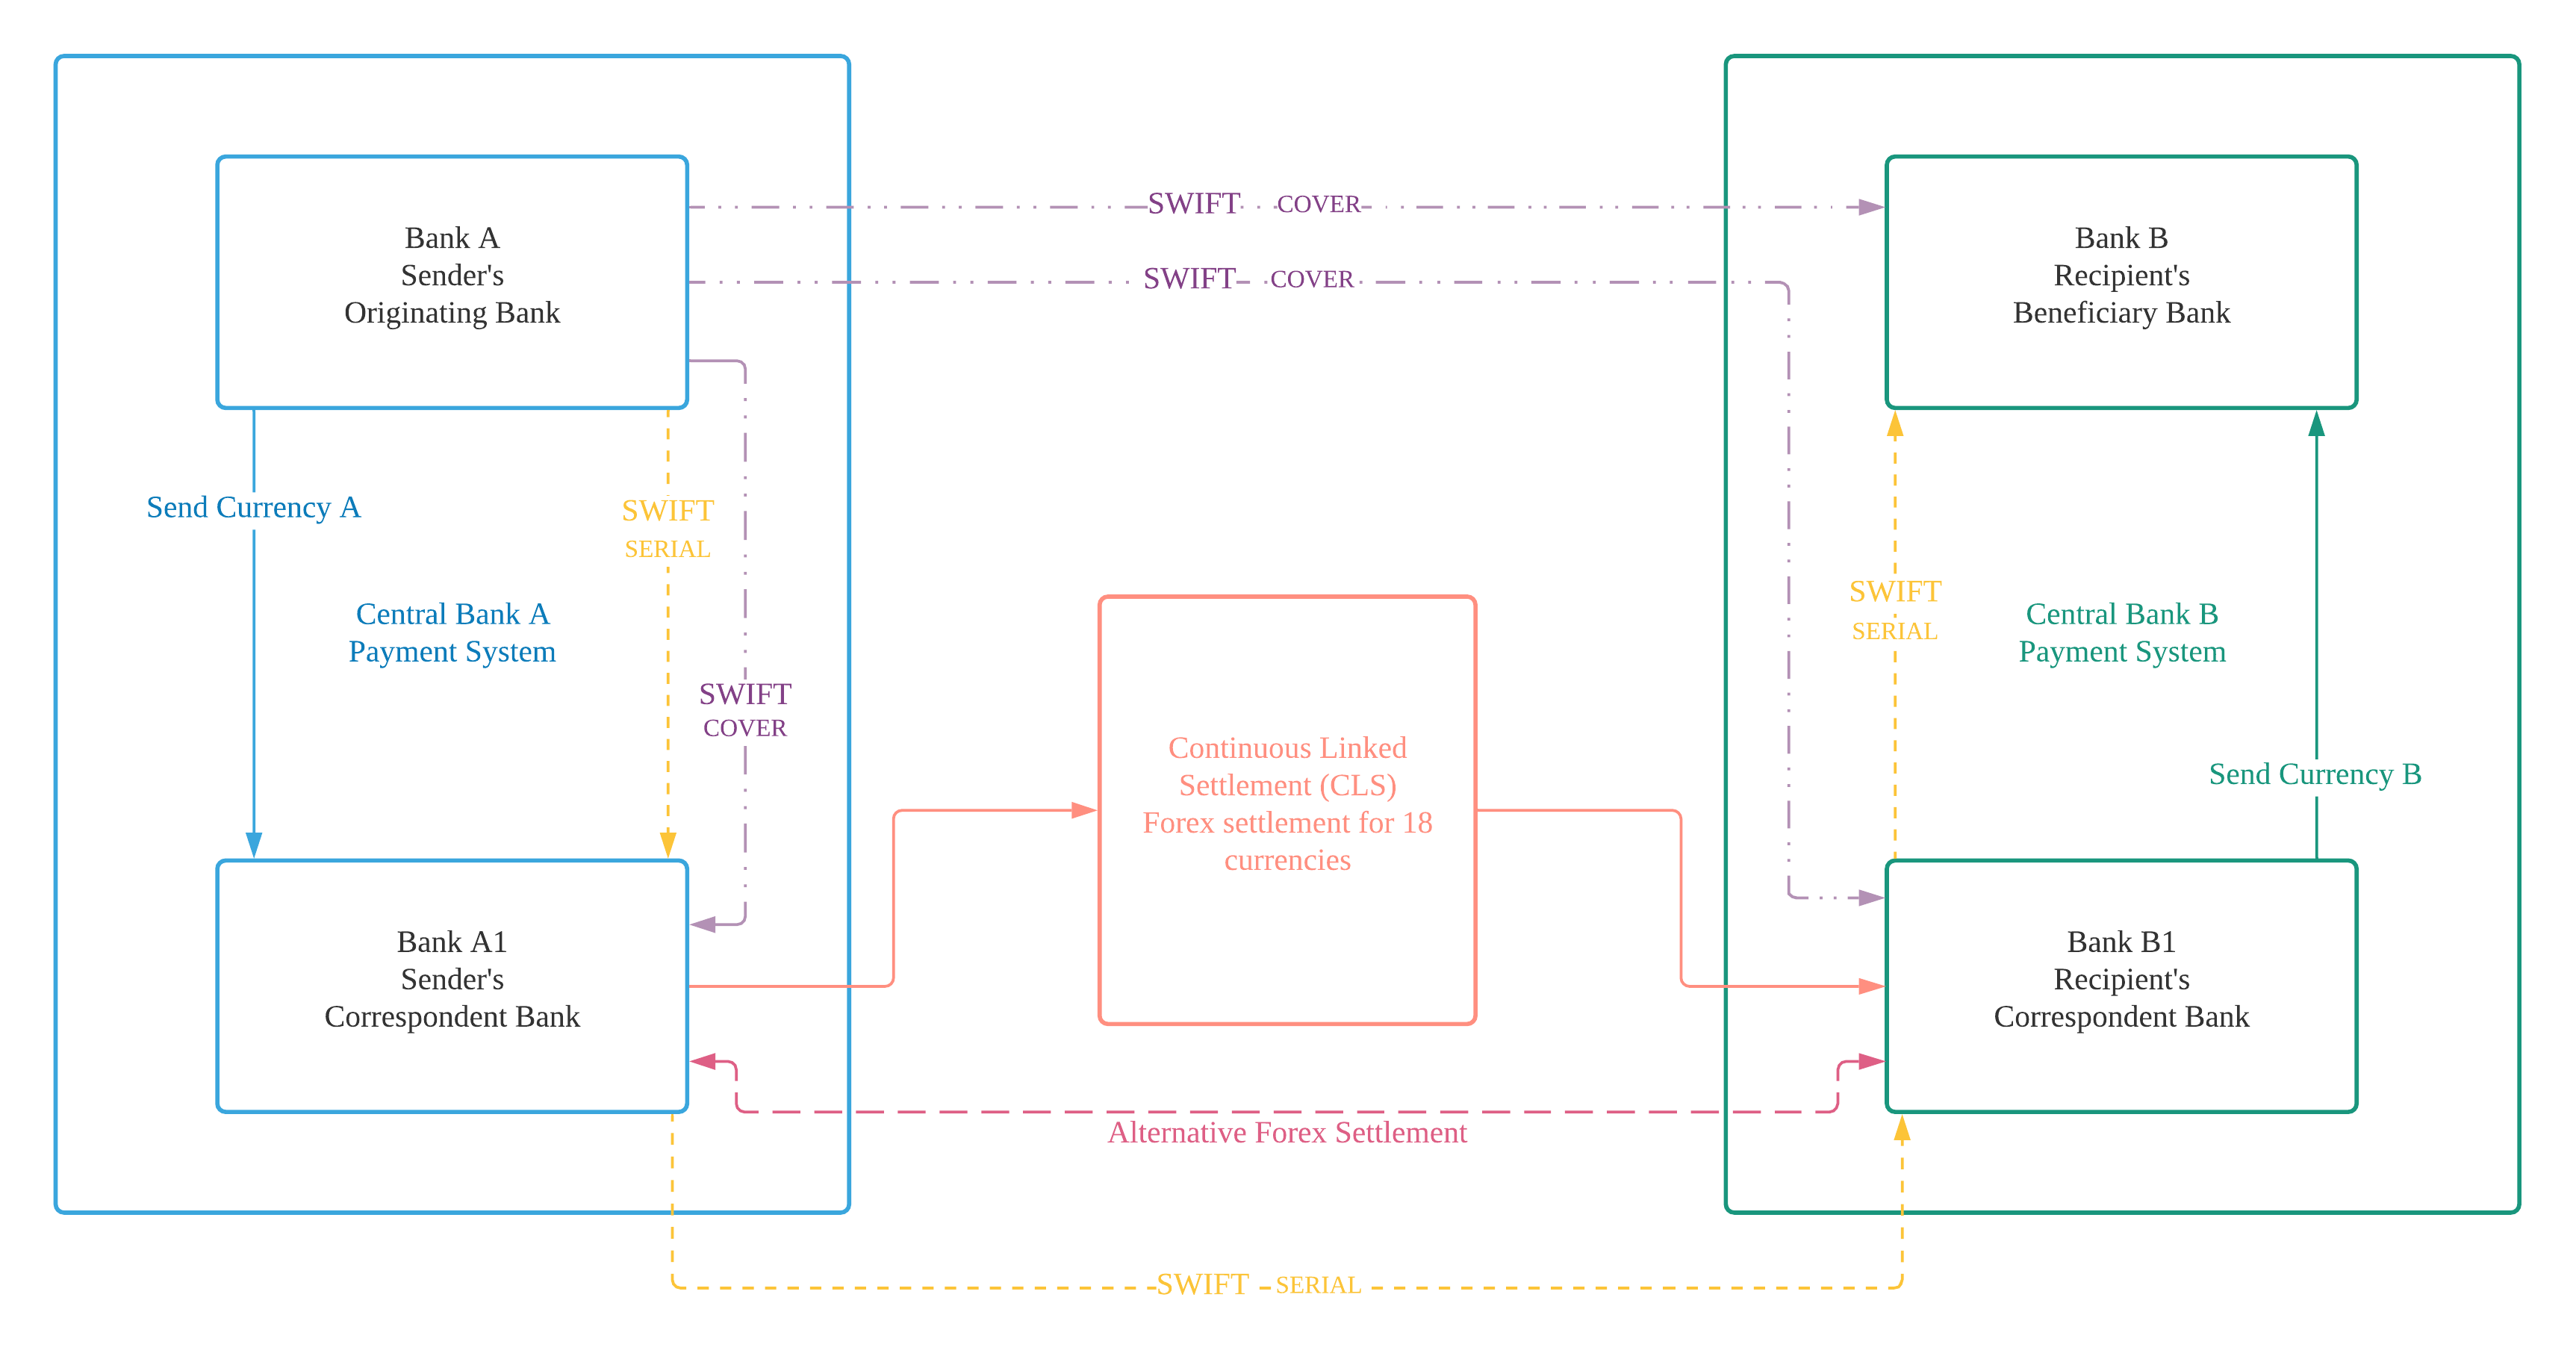 SWIFT COVER
Bank A
Sender's
Originating Bank
Bank B
Recipient's
Beneficiary Bank
SWIFT COVER
Send Currency A
SWIFT
SERIAL
Central Bank A
Payment System
SWIFT
COVER
SWIFT
SERIAL
Central Bank B
Payment System
Send Currency B
Continuous Linked
Settlement (CLS)
Forex settlement for 18
currencies
Bank A1
Sender's
Correspondent Bank
Bank B1
Recipient's
Correspondent Bank
Alternative Forex Settlement
SWIFT SERIAL